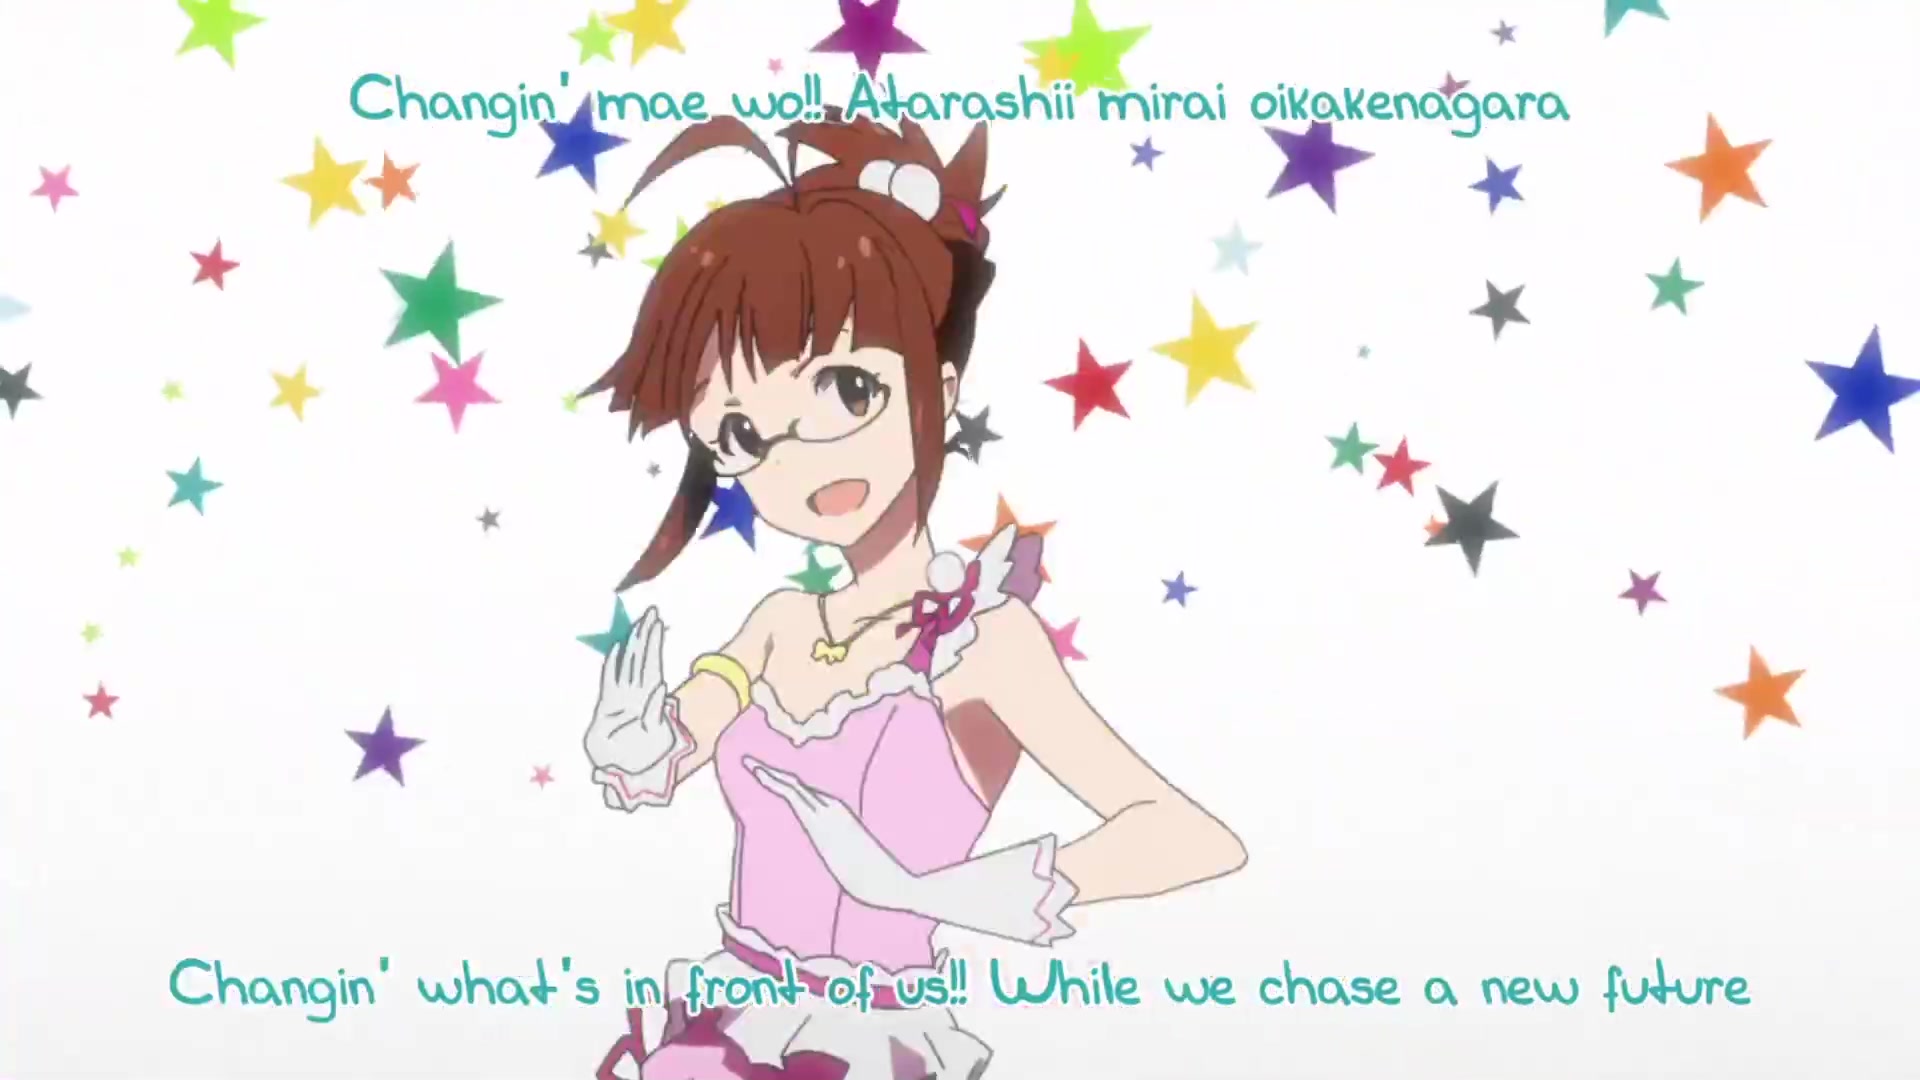 Changin' mae wo!! Atarashii mirai oikakenagara
Changin' what's in front of us!! While we chase a new future